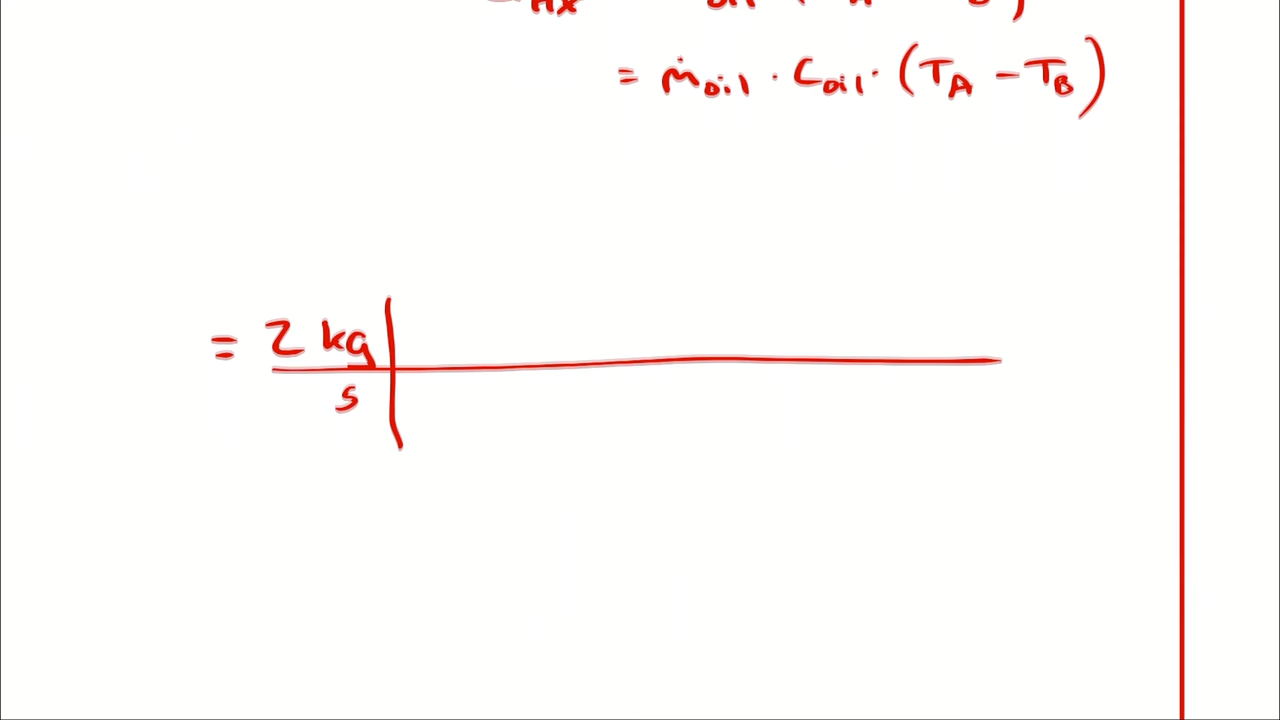 = ṁoil · Coil · (TA − TB)
= 2 kg
s